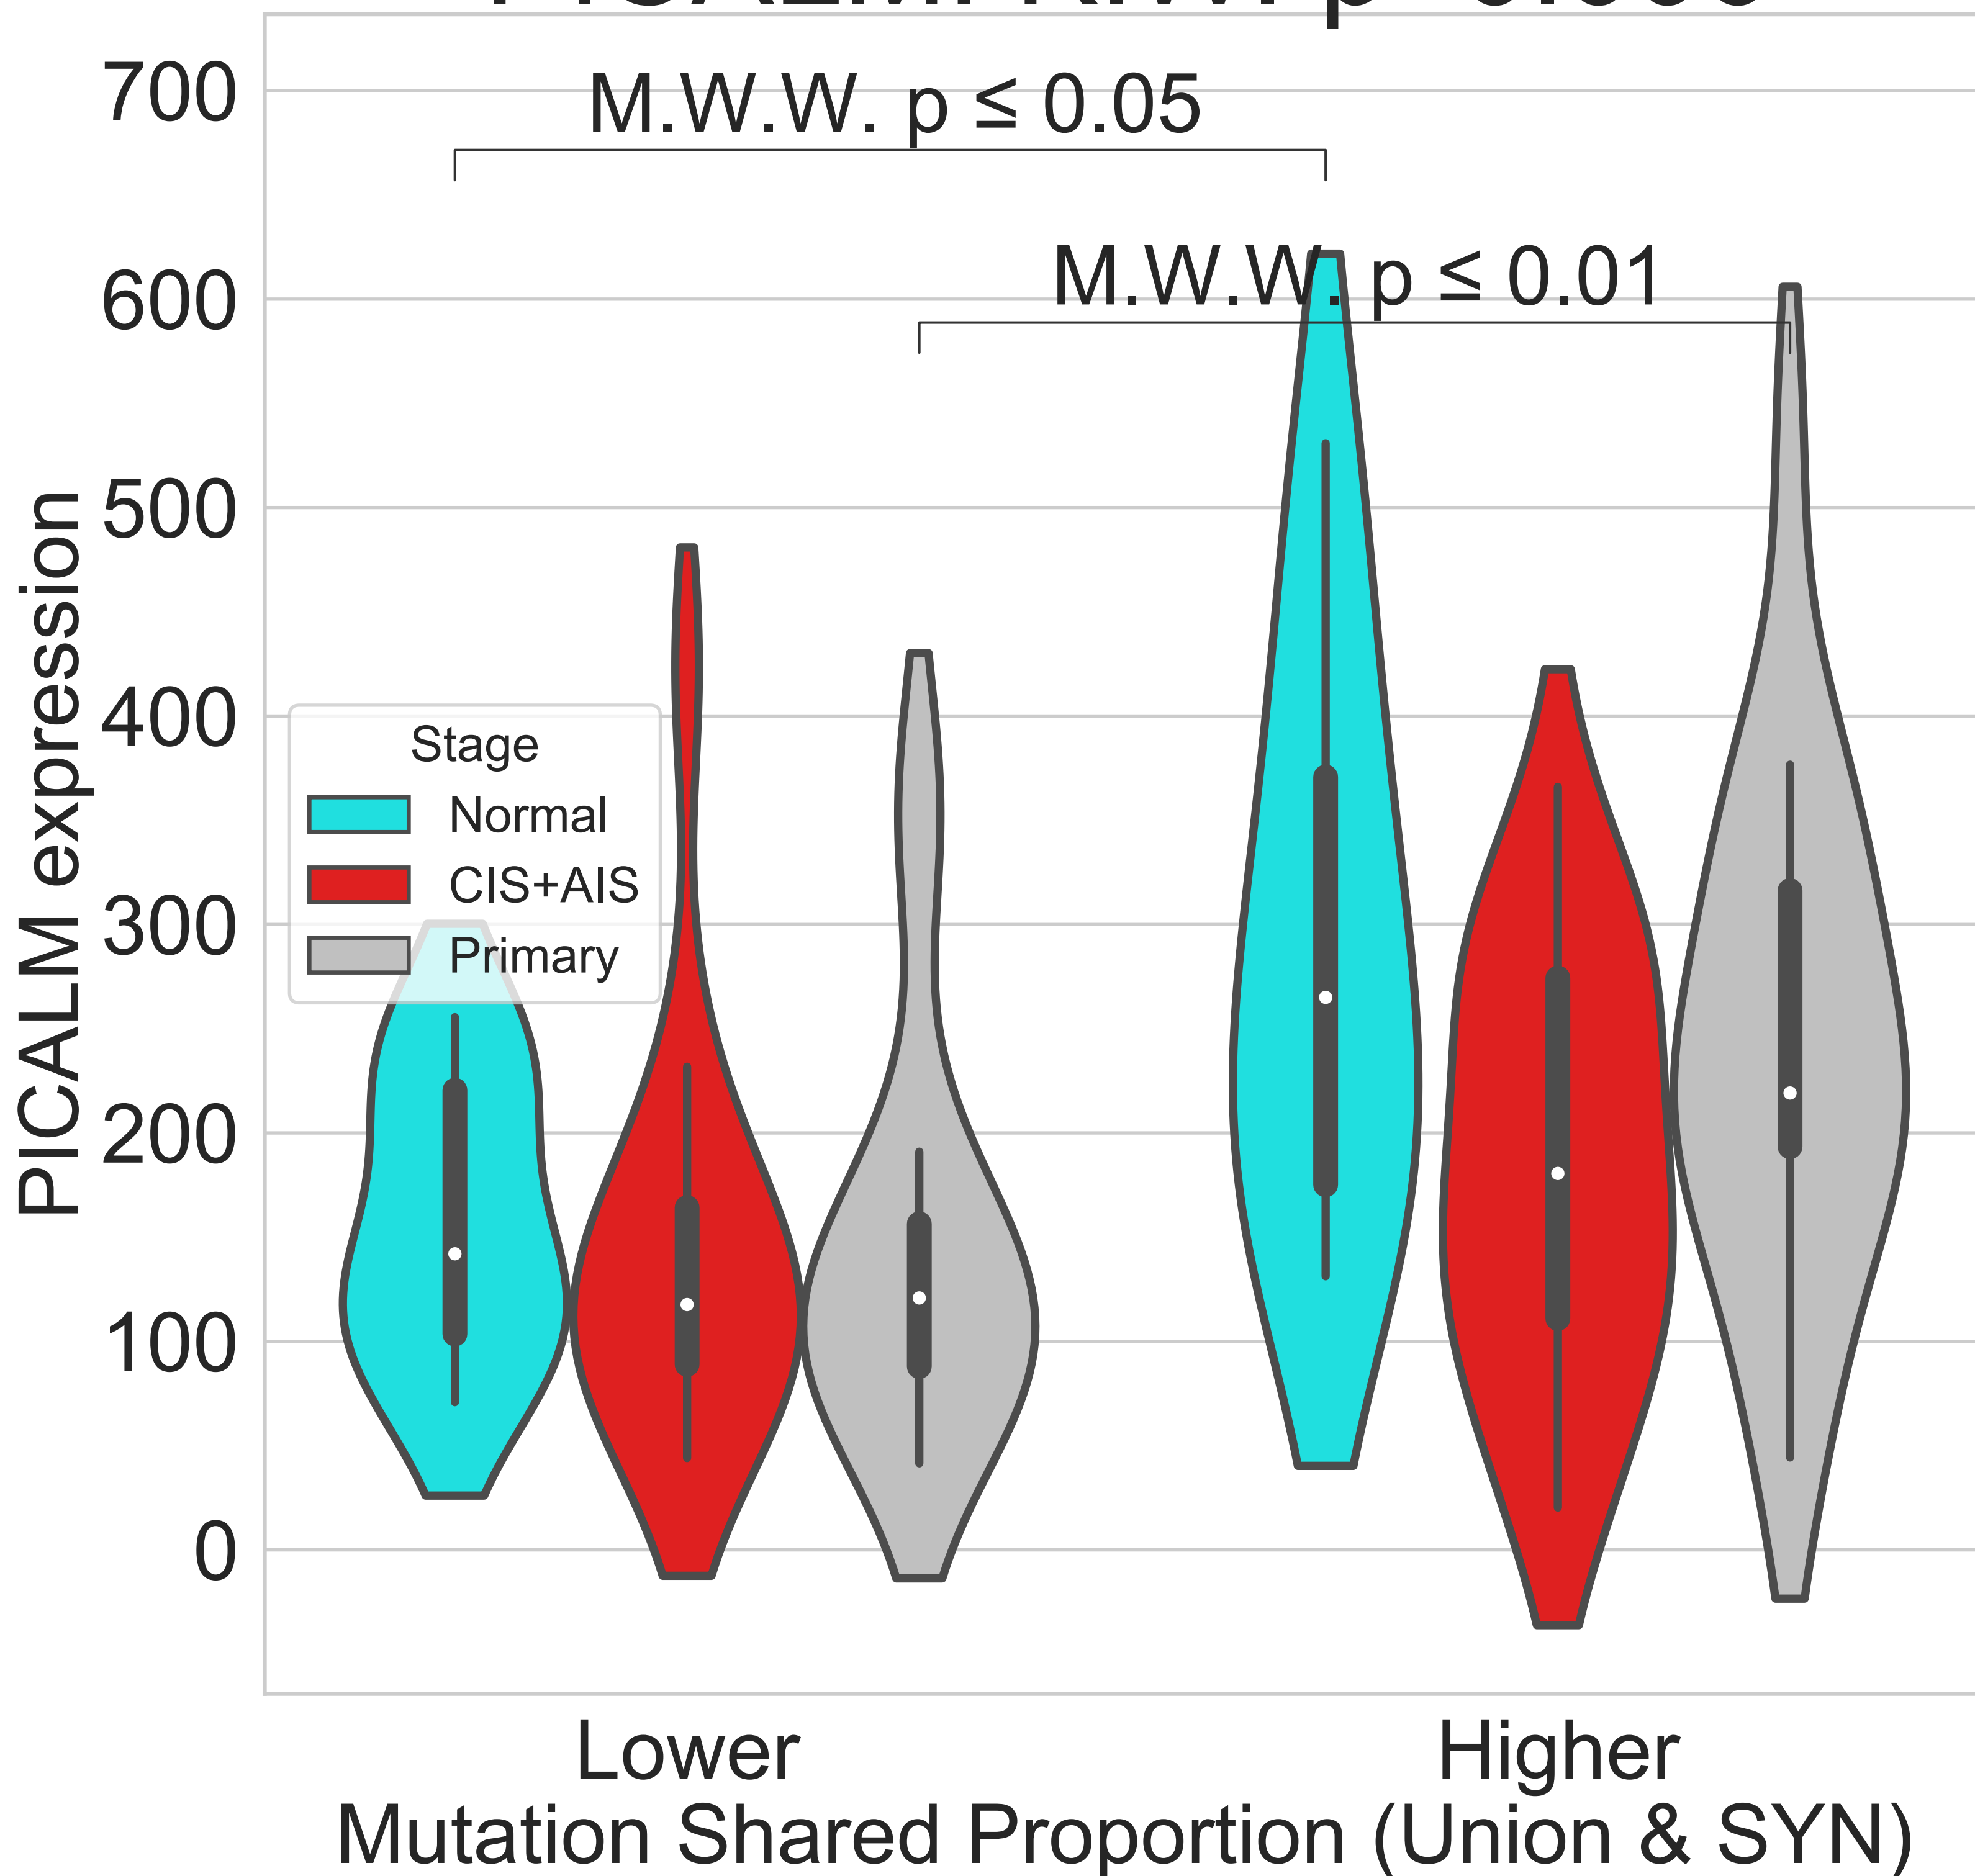 700
M.W.W. p ≤ 0.05
600
M.W.W. p ≤ 0.01
500
PICALM expression
400
Stage
Normal
CIS+AIS
300
Primary
200
100
0
Lower
Higher
Mutation Shared Proportion (Union & SYN)